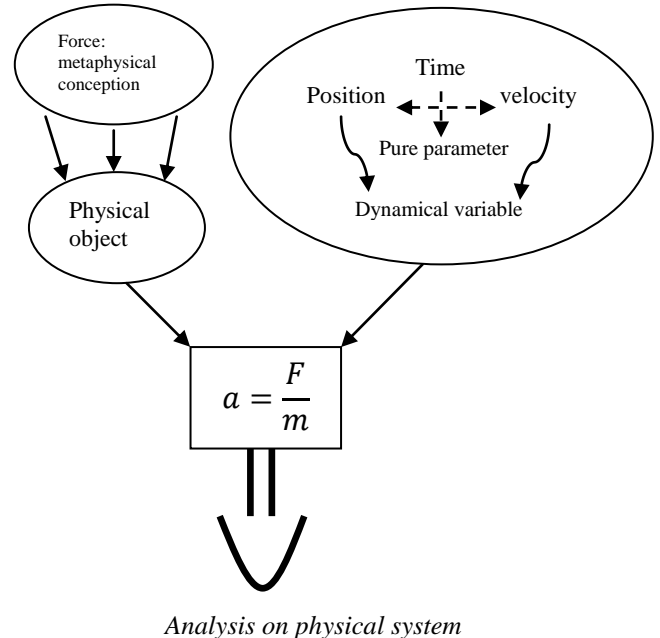 Force:
metaphysical
conception
Time
Position velocity
Pure parameter
Dynamical variable
Physical
object
a = F/m
Analysis on physical system